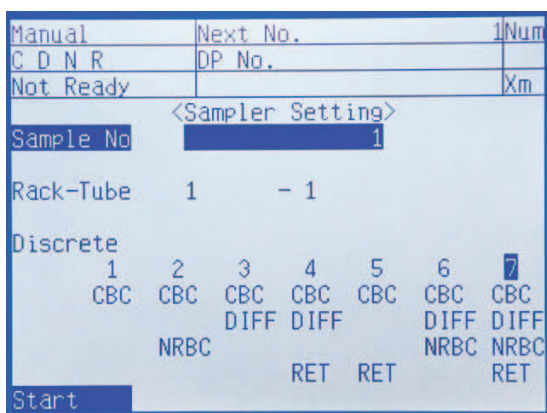 Manual Next No. 1 Num
C D N R DP No.
Not Ready Xm
<Sampler Setting>
Sample No 1
Rack-Tube 1 - 1
Discrete
1 2 3 4 5 6 7
CBC CBC CBC CBC CBC CBC CBC
DIFF DIFF DIFF DIFF
NRBC NRBC NRBC
RET RET RET
Start